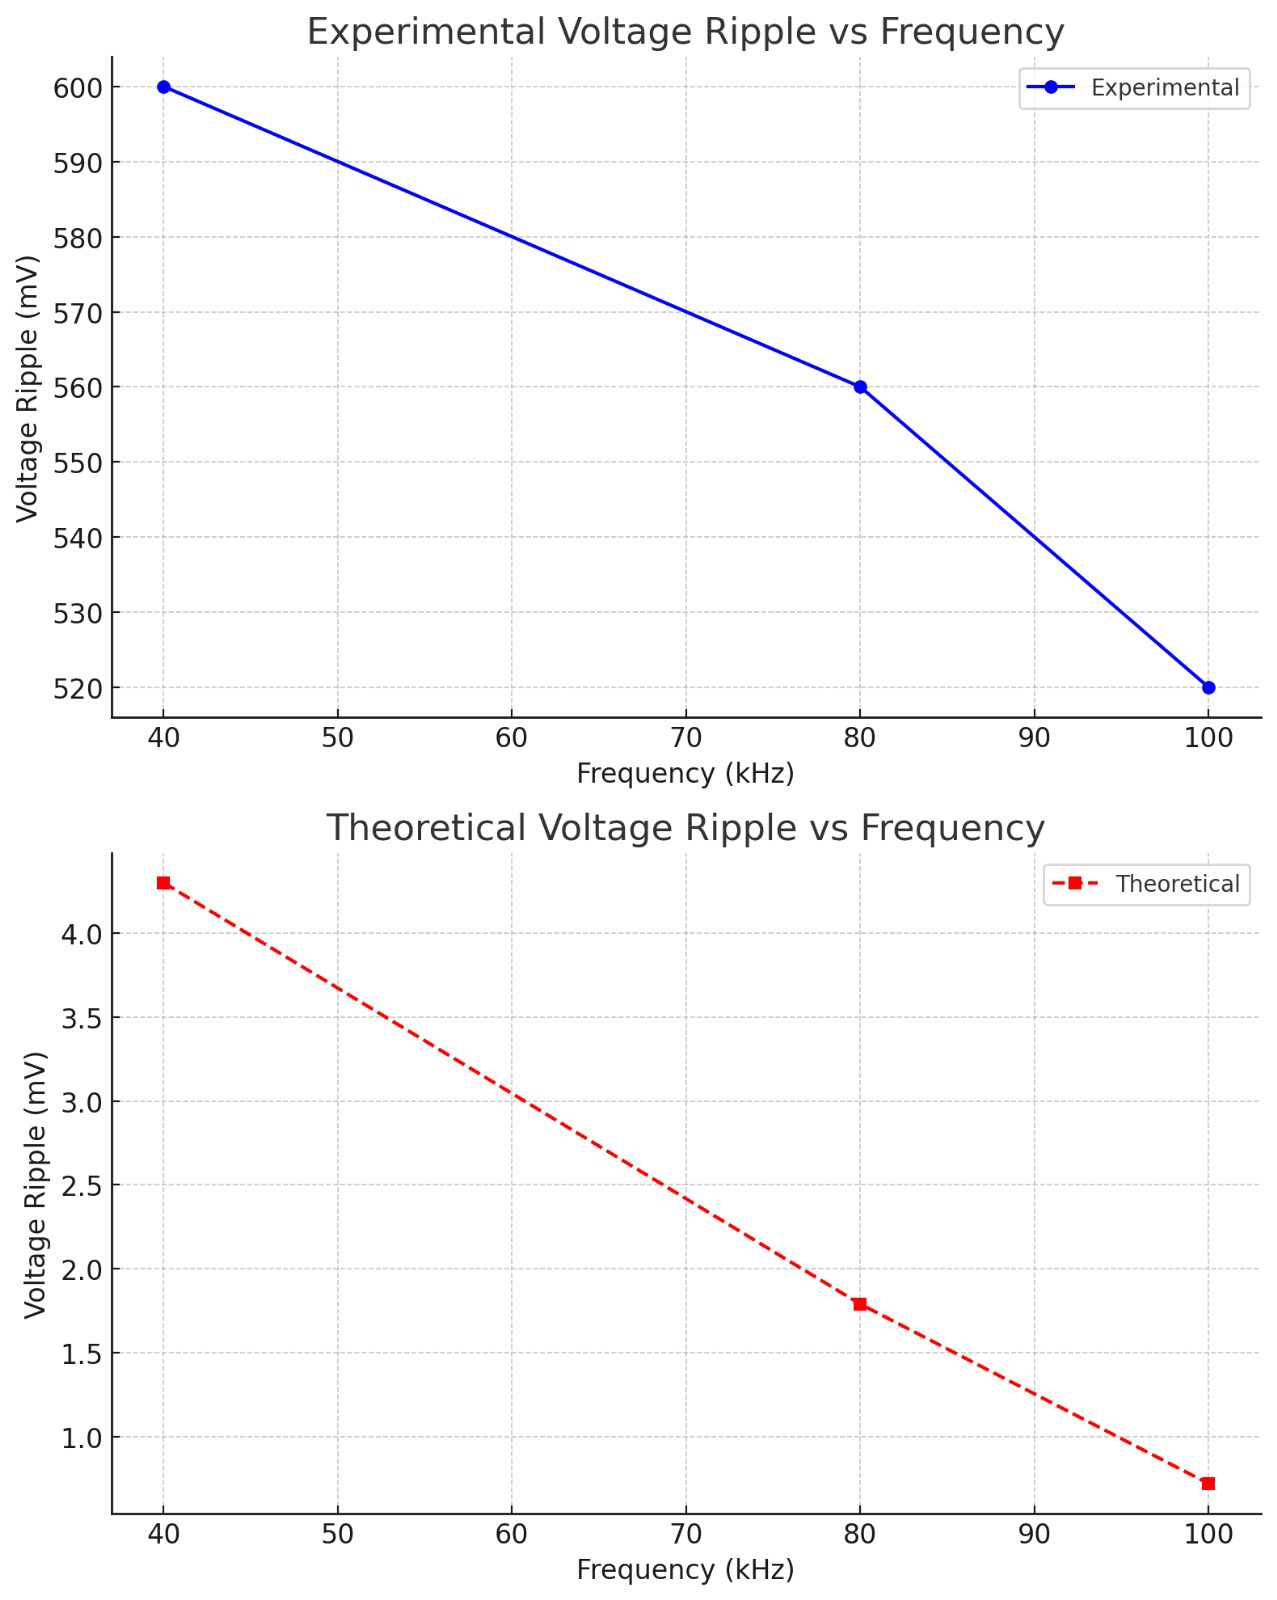 Experimental Voltage Ripple vs Frequency
Experimental
600
590
580
570
560
550
540
530
520
Voltage Ripple (mV)
40 50 60 70 80 90 100
Frequency (kHz)
Theoretical Voltage Ripple vs Frequency
Theoretical
4.0
3.5
3.0
2.5
2.0
1.5
1.0
Voltage Ripple (mV)
40 50 60 70 80 90 100
Frequency (kHz)